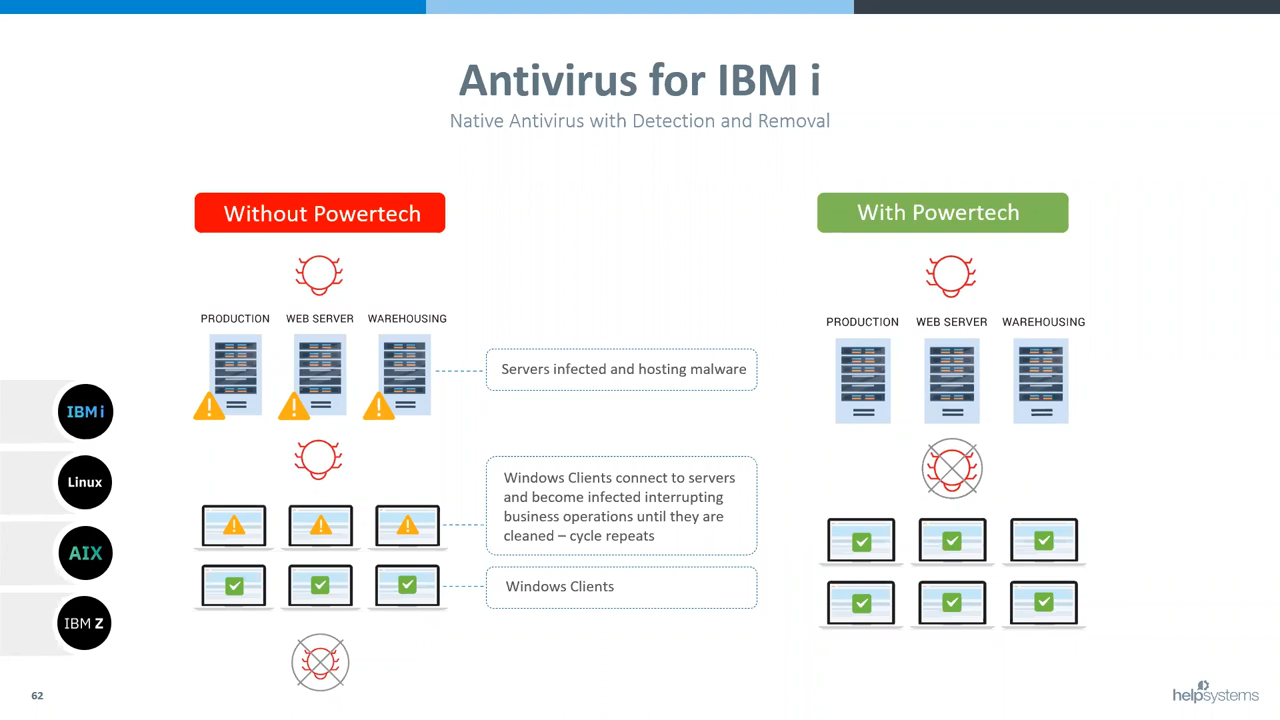 Antivirus for IBM i
Native Antivirus with Detection and Removal
Without Powertech
With Powertech
PRODUCTION
WEB SERVER
WAREHOUSING
Servers infected and hosting malware
Windows Clients connect to servers
and become infected interrupting
business operations until they are
cleaned – cycle repeats
Windows Clients
PRODUCTION
WEB SERVER
WAREHOUSING
IBM i
Linux
AIX
IBM Z
62
helpsystems